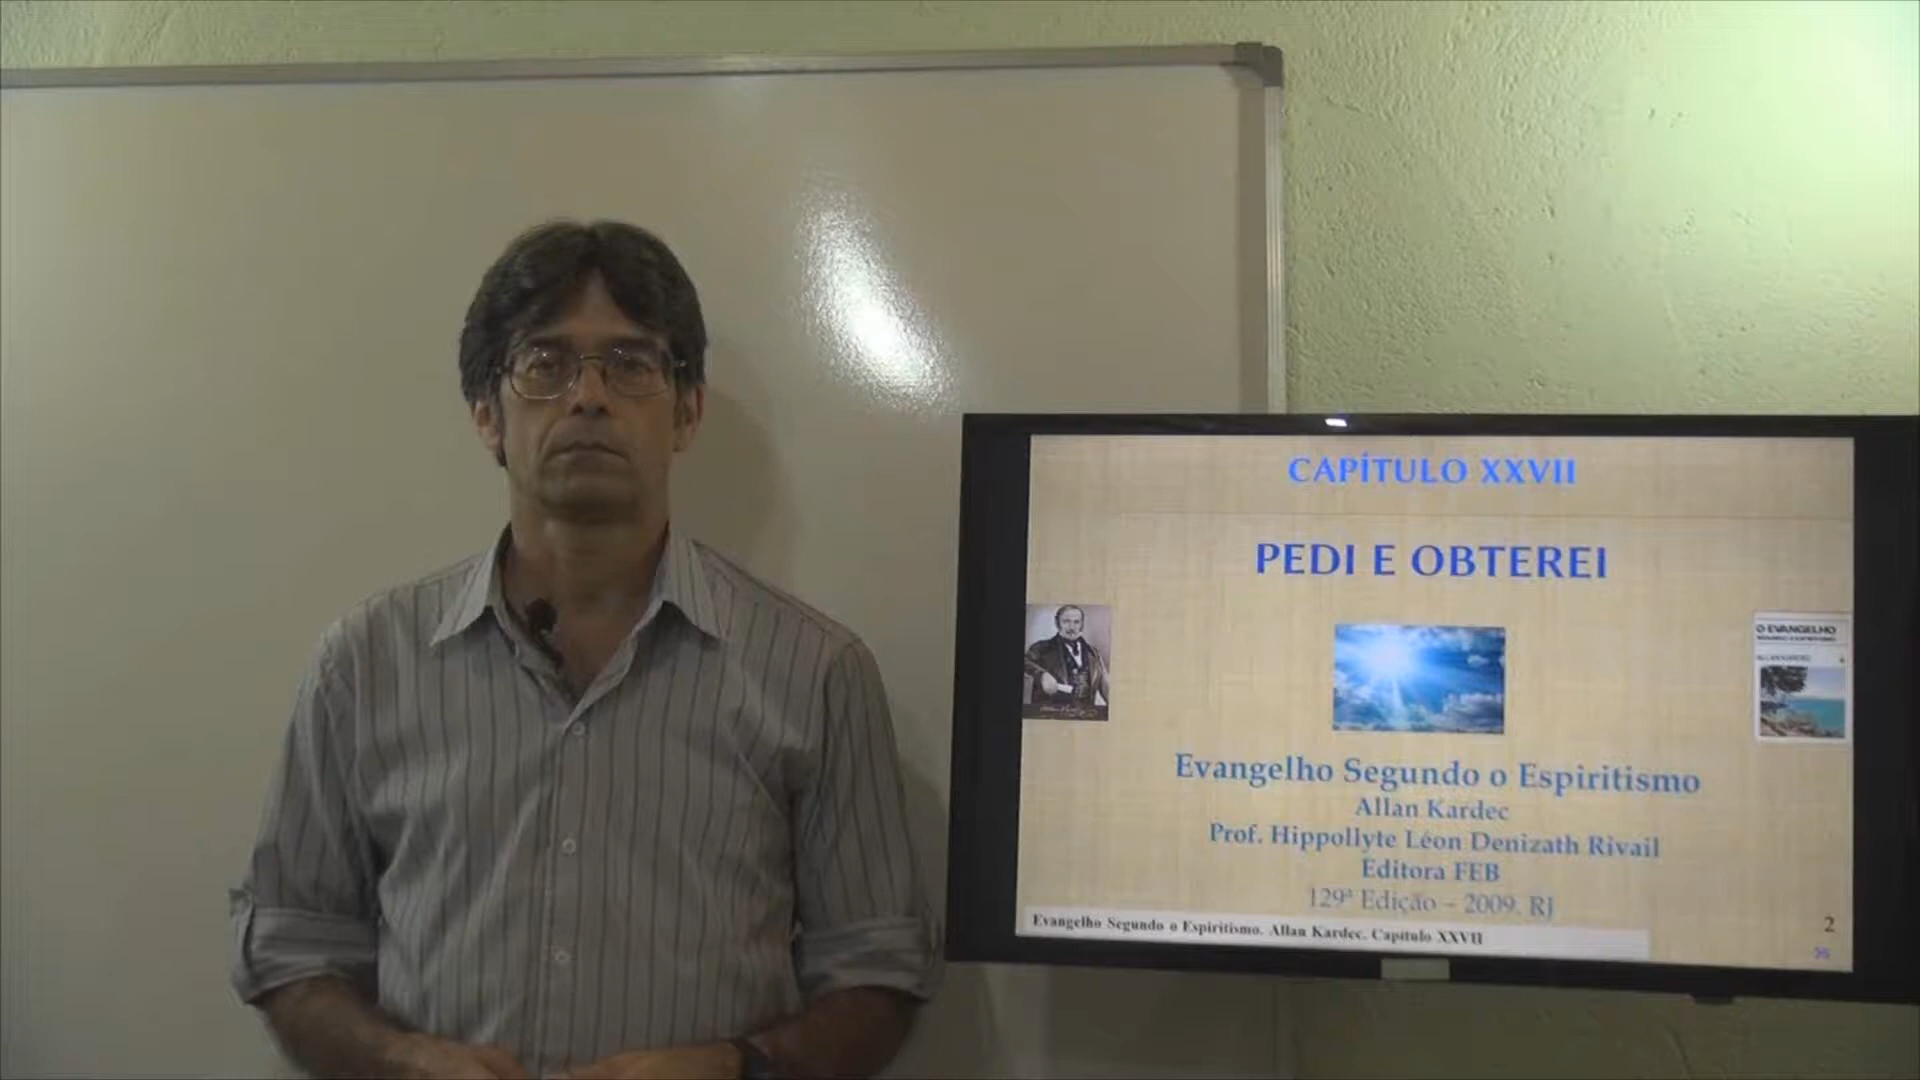 CAPÍTULO XXVII
PEDI E OBTEREI
O EVANGELHO
Evangelho Segundo o Espiritismo
Allan Kardec
Prof. Hippollyte Léon Denizath Rivail
Editora FEB
129ª Edição – 2009. RJ
Evangelho Segundo o Espiritismo. Allan Kardec. Capítulo XXVII
2